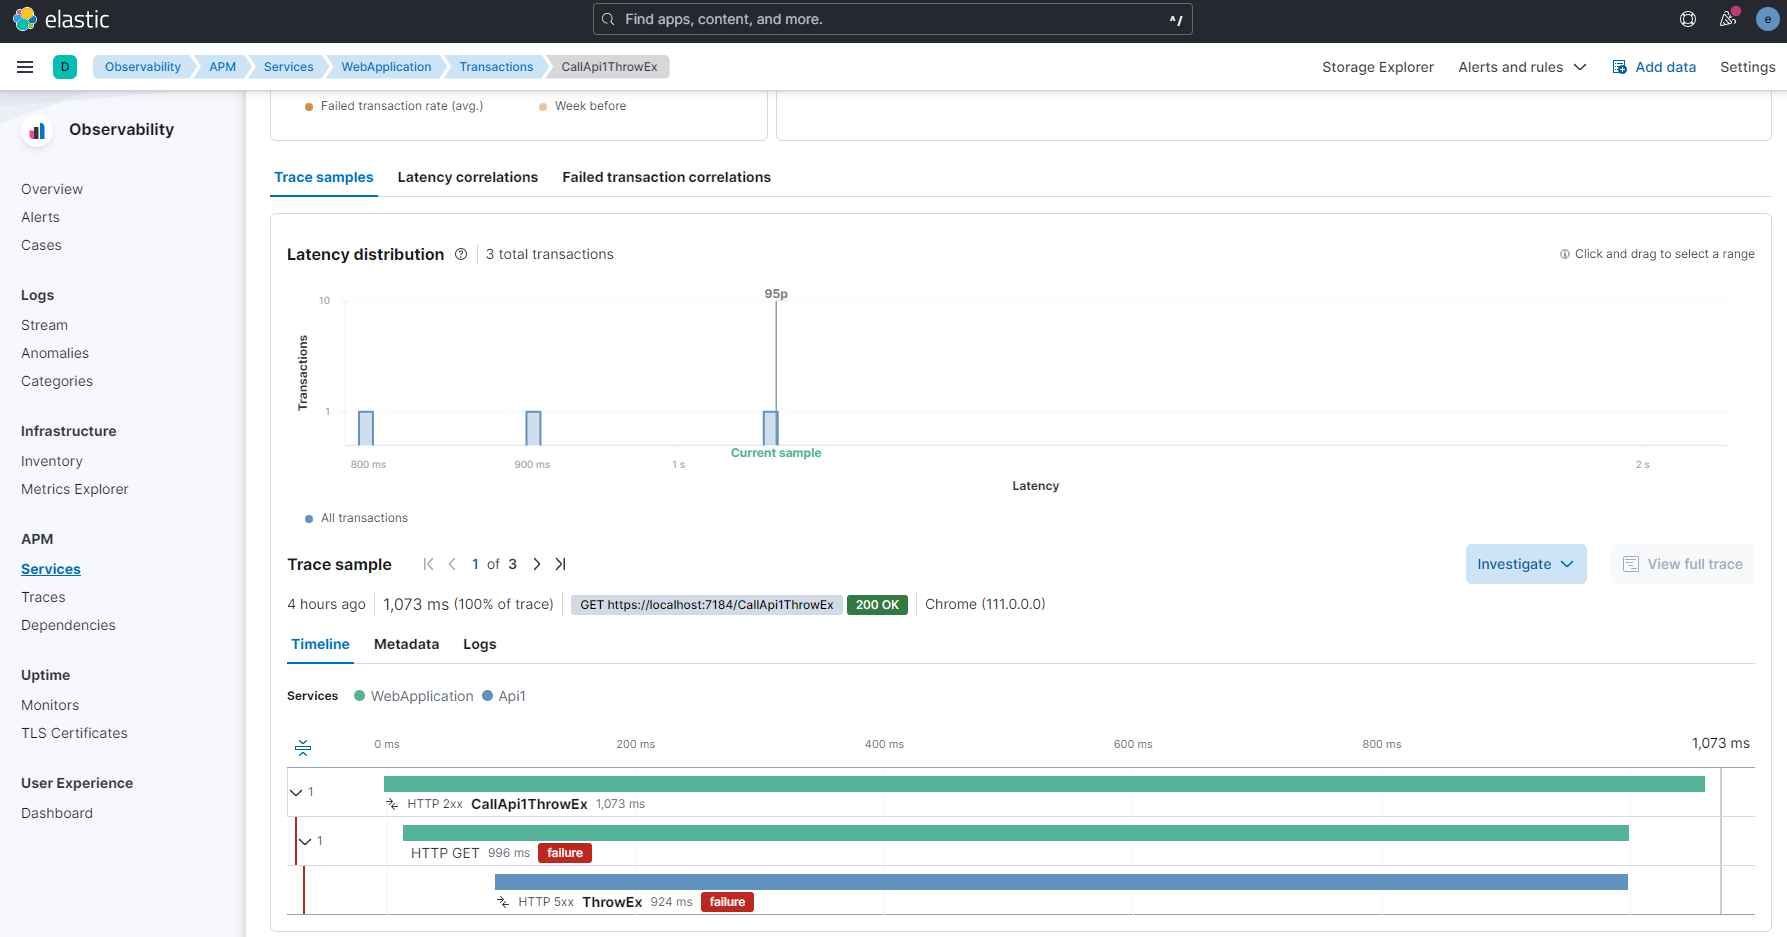 elastic
Find apps, content, and more.
^/
e
D
Observability
APM
Services
WebApplication
Transactions
CallApi1ThrowEx
Storage Explorer
Alerts and rules
Add data
Settings
Observability
Overview
Alerts
Cases
Logs
Stream
Anomalies
Categories
Infrastructure
Inventory
Metrics Explorer
APM
Services
Traces
Dependencies
Uptime
Monitors
TLS Certificates
User Experience
Dashboard
Failed transaction rate (avg.)
Week before
Trace samples
Latency correlations
Failed transaction correlations
Latency distribution
3 total transactions
Click and drag to select a range
95p
10
Transactions
1
Current sample
800 ms
900 ms
1 s
2 s
Latency
All transactions
Trace sample
1 of 3
Investigate
View full trace
4 hours ago
1,073 ms (100% of trace)
GET https://localhost:7184/CallApi1ThrowEx
200 OK
Chrome (111.0.0.0)
Timeline
Metadata
Logs
Services
WebApplication
Api1
0 ms
200 ms
400 ms
600 ms
800 ms
1,073 ms
1
HTTP 2xx CallApi1ThrowEx 1,073 ms
1
HTTP GET 996 ms failure
HTTP 5xx ThrowEx 924 ms failure